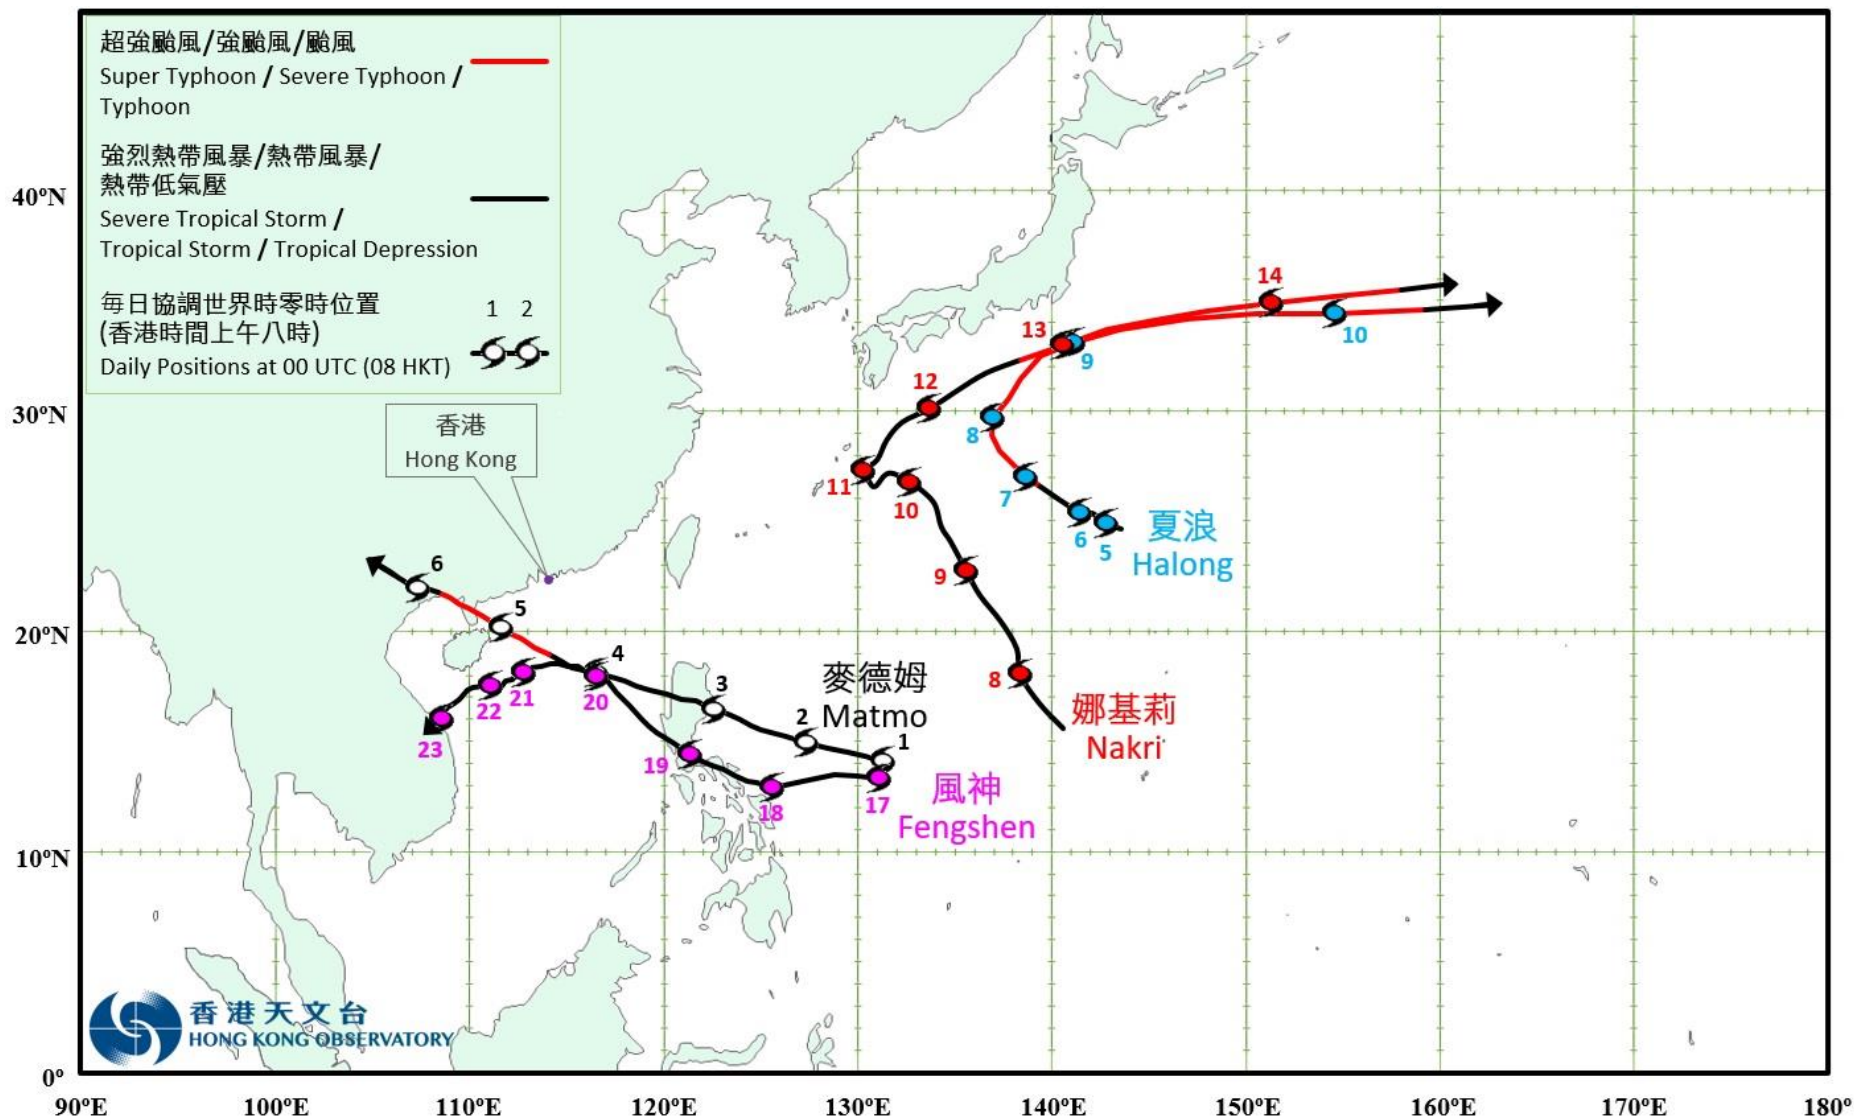 超強颱風/強颱風/颱風
Super Typhoon / Severe Typhoon /
Typhoon
強烈熱帶風暴/熱帶風暴/
熱帶低氣壓
Severe Tropical Storm /
Tropical Storm / Tropical Depression
每日協調世界時零時位置
(香港時間上午八時)
Daily Positions at 00 UTC (08 HKT)
1 2
40ºN
30ºN
20ºN
10ºN
0º
香港
Hong Kong
14
13
10
9
12
8
11
10
7
夏浪
Halong
6
5
6
9
5
4
3
麥德姆
Matmo
8
娜基莉
Nakri
2
1
20
21
22
23
19
18
17
風神
Fengshen
香港天文台
HONG KONG OBSERVATORY
90ºE 100ºE 110ºE 120ºE 130ºE 140ºE 150ºE 160ºE 170ºE 180º